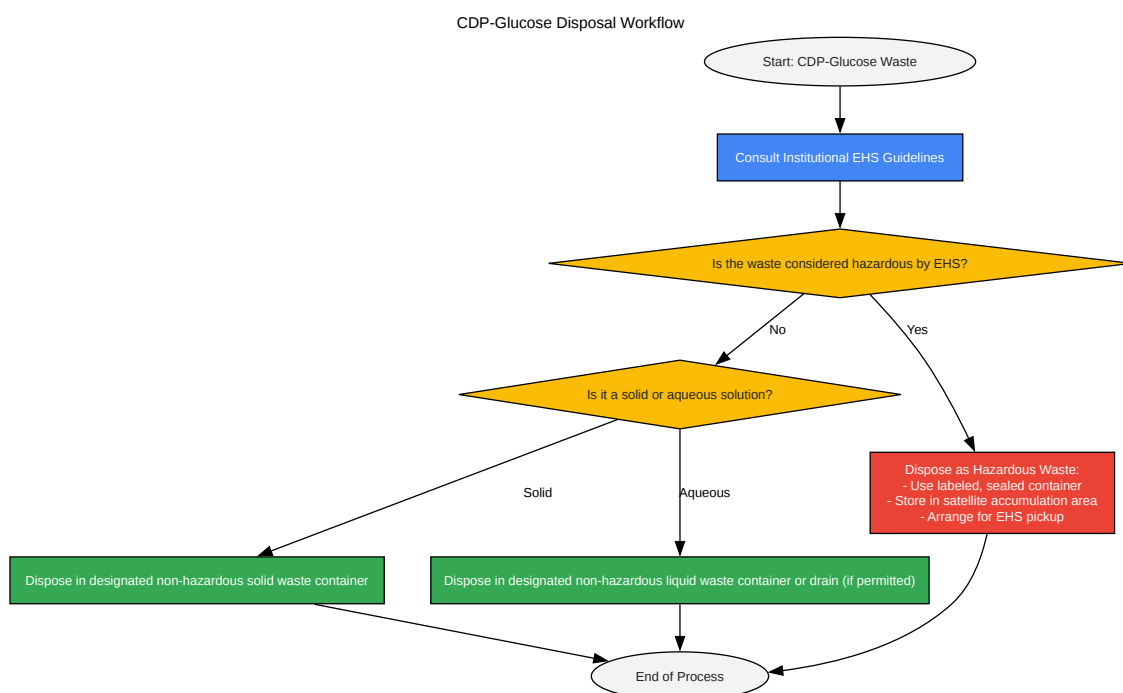 CDP-Glucose Disposal Workflow
Start: CDP-Glucose Waste
Consult Institutional EHS Guidelines
Is the waste considered hazardous by EHS?
No
Yes
Is it a solid or aqueous solution?
Dispose as Hazardous Waste:
- Use labeled, sealed container
- Store in satellite accumulation area
- Arrange for EHS pickup
Solid
Aqueous
Dispose in designated non-hazardous solid waste container
Dispose in designated non-hazardous liquid waste container or drain (if permitted)
End of Process